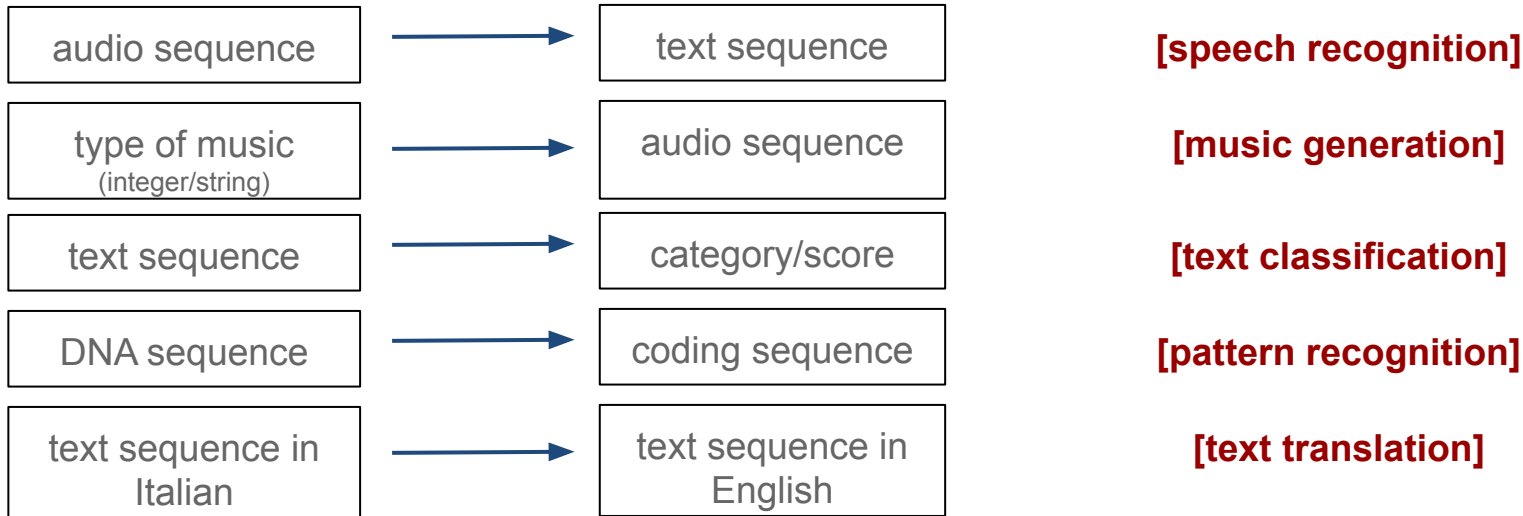 audio sequence
text sequence
[speech recognition]
type of music
(integer/string)
audio sequence
[music generation]
text sequence
category/score
[text classification]
DNA sequence
coding sequence
[pattern recognition]
text sequence in
Italian
text sequence in
English
[text translation]